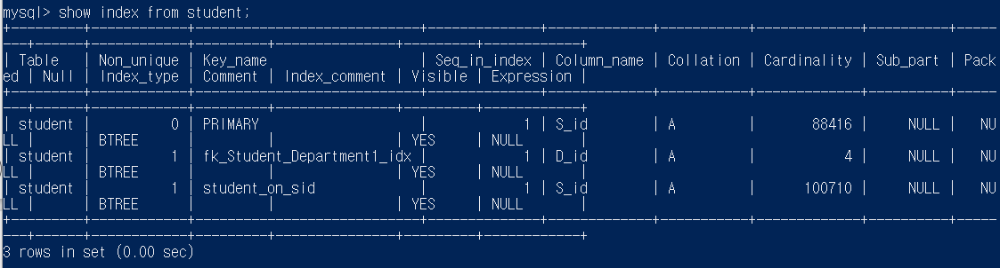 mysql> show index from student;
+---------+------------+----------------------------+--------------+-------------+-----------+-------------+----------+-----
---+------+------------+---------+---------------+---------+------------+
| Table   | Non_unique | Key_name                   | Seq_in_index | Column_name | Collation | Cardinality | Sub_part | Pack
ed | Null | Index_type | Comment | Index_comment | Visible | Expression |
+---------+------------+----------------------------+--------------+-------------+-----------+-------------+----------+-----
---+------+------------+---------+---------------+---------+------------+
| student |          0 | PRIMARY                    |            1 | S_id        | A         |       88416 |     NULL |   NU
LL |      | BTREE      |         |               | YES     | NULL       |
| student |          1 | fk_Student_Department1_idx |            1 | D_id        | A         |           4 |     NULL |   NU
LL |      | BTREE      |         |               | YES     | NULL       |
| student |          1 | student_on_sid             |            1 | S_id        | A         |      100710 |     NULL |   NU
LL |      | BTREE      |         |               | YES     | NULL       |
+---------+------------+----------------------------+--------------+-------------+-----------+-------------+----------+-----
---+------+------------+---------+---------------+---------+------------+
3 rows in set (0.00 sec)